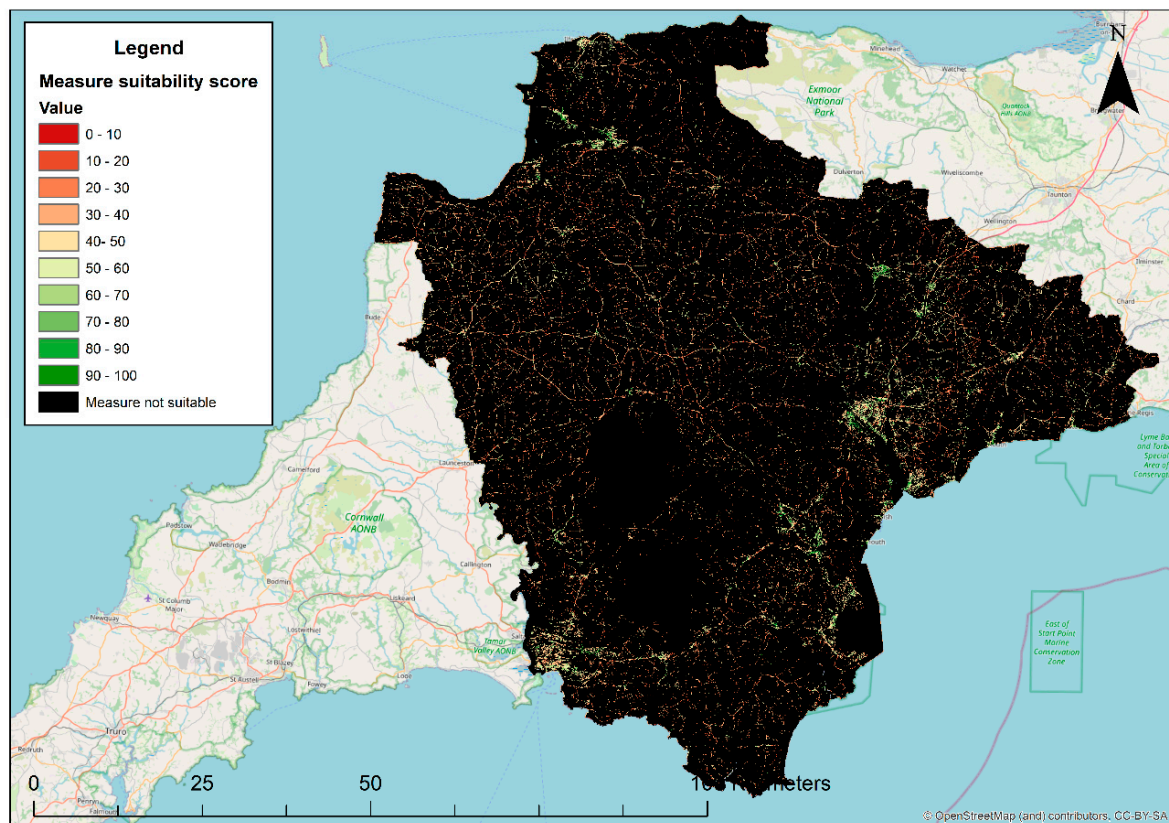 Legend
Measure suitability score
Value
0 - 10
10 - 20
20 - 30
30 - 40
40- 50
50 - 60
60 - 70
70 - 80
80 - 90
90 - 100
Measure not suitable
N
Minehead
Watchet
Exmoor
National
Park
Quantock
Hills AONB
Dulverton
Wiveliscombe
Taunton
Wellington
Ilminster
Chard
Bude
Launceston
Camelford
Cornwall
AONB
Padstow
Wadebridge
Callington
Bodmin
Liskeard
St Columb
Major
Newquay
Lostwithiel
Tamar
Valley AONB
St Blazey
St Austell
Looe
Fowey
Truro
Redruth
Penryn
Falmouth
Lyme Ba
and Torba
Special
Area of
Conservat
East of
Start Point
Marine
Conservation
Zone
0
25
50
© OpenStreetMap (and) contributors, CC-BY-SA